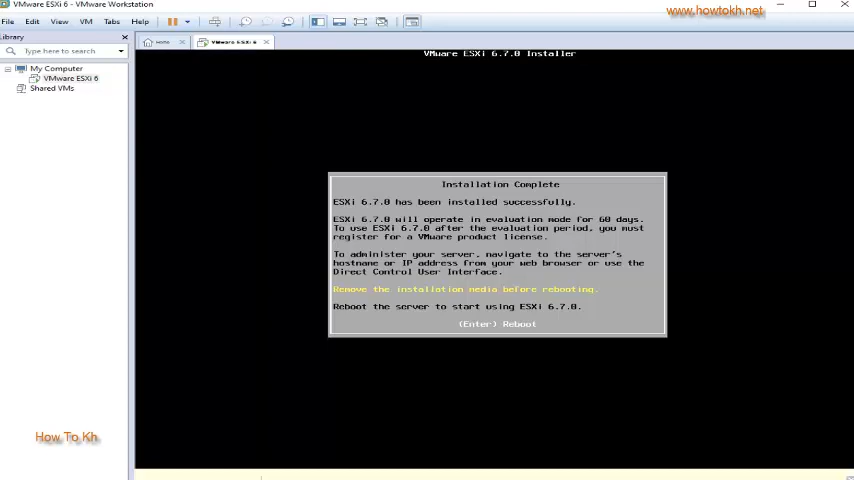 VMware ESXi 6 - VMware Workstation
www.howtokh.net
File Edit View VM Tabs Help
Library
Type here to search
My Computer
VMware ESXi 6
Shared VMs
Home
VMware ESXi 6
VMware ESXi 6.7.0 Installer
Installation Complete
ESXi 6.7.0 has been installed successfully.
ESXi 6.7.0 will operate in evaluation mode for 60 days.
To use ESXi 6.7.0 after the evaluation period, you must
register for a VMware product license.
To administer your server, navigate to the server's
hostname or IP address from your web browser or use the
Direct Control User Interface.
Remove the installation media before rebooting.
Reboot the server to start using ESXi 6.7.0.
(Enter) Reboot
How To Kh